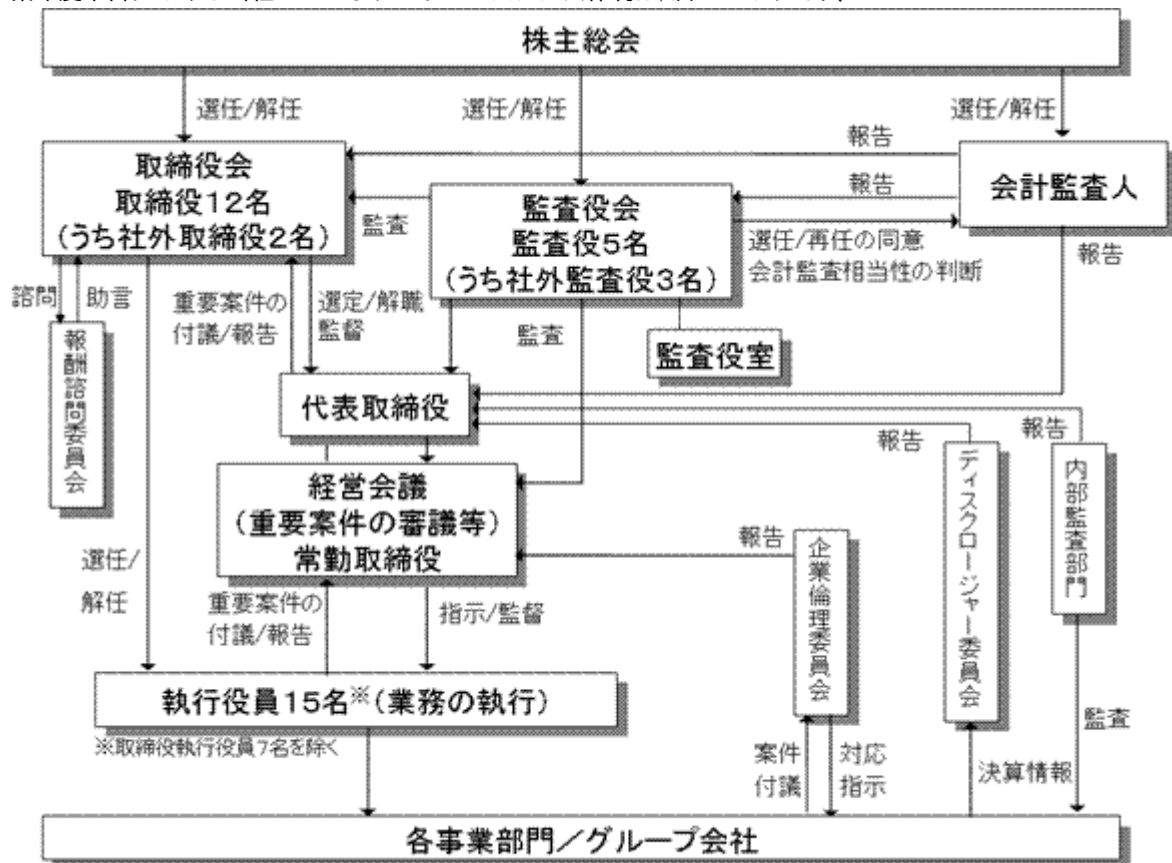 株主総会
選任/解任
選任/解任
選任/解任
報告
取締役会
取締役12名
(うち社外取締役2名)
監査
監査役会
監査役5名
(うち社外監査役3名)
報告
会計監査人
選任/再任の同意
会計監査相当性の判断
報告
諮問
助言
重要案件の
付議/報告
選定/解職
監督
監査
監査役室
報酬諮問委員会
代表取締役
報告
報告
経営会議
(重要案件の審議等)
常勤取締役
報告
企業倫理委員会
ディスクロージャー委員会
内部監査部門
選任/
解任
重要案件の
付議/報告
指示/監督
執行役員15名※(業務の執行)
※取締役執行役員7名を除く
案件
付議
対応
指示
決算情報
監査
各事業部門/グループ会社